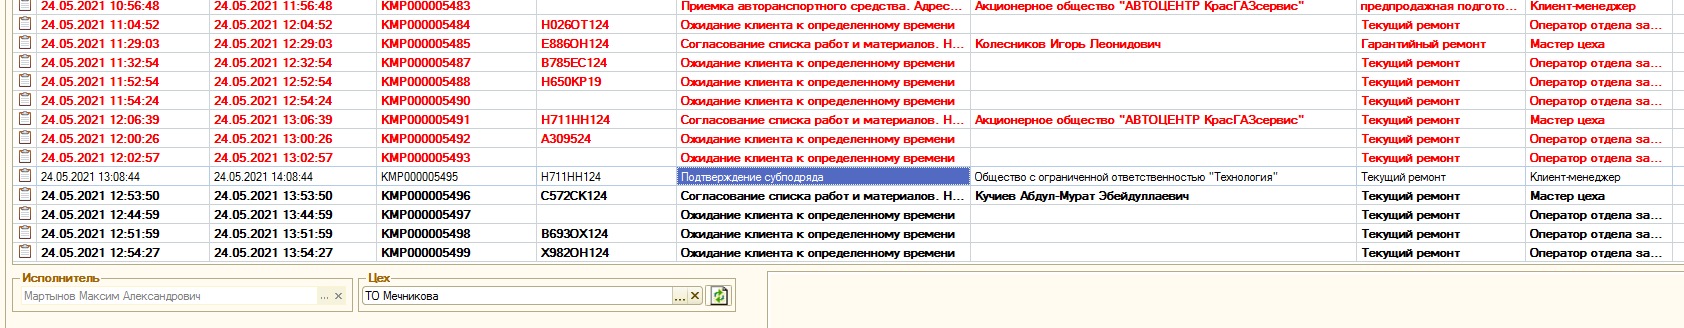 24.05.2021 10:56:48 24.05.2021 11:56:48 КМР000005483 Приемка авторанспортного средства. Адрес... Акционерное общество "АВТОЦЕНТР КрасГАЗсервис" предпродажная подгото... Клиент-менеджер
24.05.2021 11:04:52 24.05.2021 12:04:52 КМР000005484 Н026ОТ124 Ожидание клиента к определенному времени Текущий ремонт Оператор отдела за...
24.05.2021 11:29:03 24.05.2021 12:29:03 КМР000005485 Е886ОН124 Согласование списка работ и материалов. Н... Колесников Игорь Леонидович Гарантийный ремонт Мастер цеха
24.05.2021 11:32:54 24.05.2021 12:32:54 КМР000005487 В785ЕС124 Ожидание клиента к определенному времени Текущий ремонт Оператор отдела за...
24.05.2021 11:52:54 24.05.2021 12:52:54 КМР000005488 Н650КР19 Ожидание клиента к определенному времени Текущий ремонт Оператор отдела за...
24.05.2021 11:54:24 24.05.2021 12:54:24 КМР000005490 Ожидание клиента к определенному времени Текущий ремонт Оператор отдела за...
24.05.2021 12:06:39 24.05.2021 13:06:39 КМР000005491 Н711НН124 Согласование списка работ и материалов. Н... Акционерное общество "АВТОЦЕНТР КрасГАЗсервис" Текущий ремонт Мастер цеха
24.05.2021 12:00:26 24.05.2021 13:00:26 КМР000005492 А309524 Ожидание клиента к определенному времени Текущий ремонт Оператор отдела за...
24.05.2021 12:02:57 24.05.2021 13:02:57 КМР000005493 Ожидание клиента к определенному времени Текущий ремонт Оператор отдела за...
24.05.2021 13:08:44 24.05.2021 14:08:44 КМР000005495 Н711НН124 Подтверждение субподряда Общество с ограниченной ответственностью "Технология" Текущий ремонт Клиент-менеджер
24.05.2021 12:53:50 24.05.2021 13:53:50 КМР000005496 С572СК124 Согласование списка работ и материалов. Н... Кучиев Абдул-Мурат Эбейдуллаевич Текущий ремонт Мастер цеха
24.05.2021 12:44:59 24.05.2021 13:44:59 КМР000005497 Ожидание клиента к определенному времени Текущий ремонт Оператор отдела за...
24.05.2021 12:51:59 24.05.2021 13:51:59 КМР000005498 В693ОХ124 Ожидание клиента к определенному времени Текущий ремонт Оператор отдела за...
24.05.2021 12:54:27 24.05.2021 13:54:27 КМР000005499 Х982ОН124 Ожидание клиента к определенному времени Текущий ремонт Оператор отдела за...
Исполнитель Цех
Мартынов Максим Александрович ... × ТО Мечникова ... ×